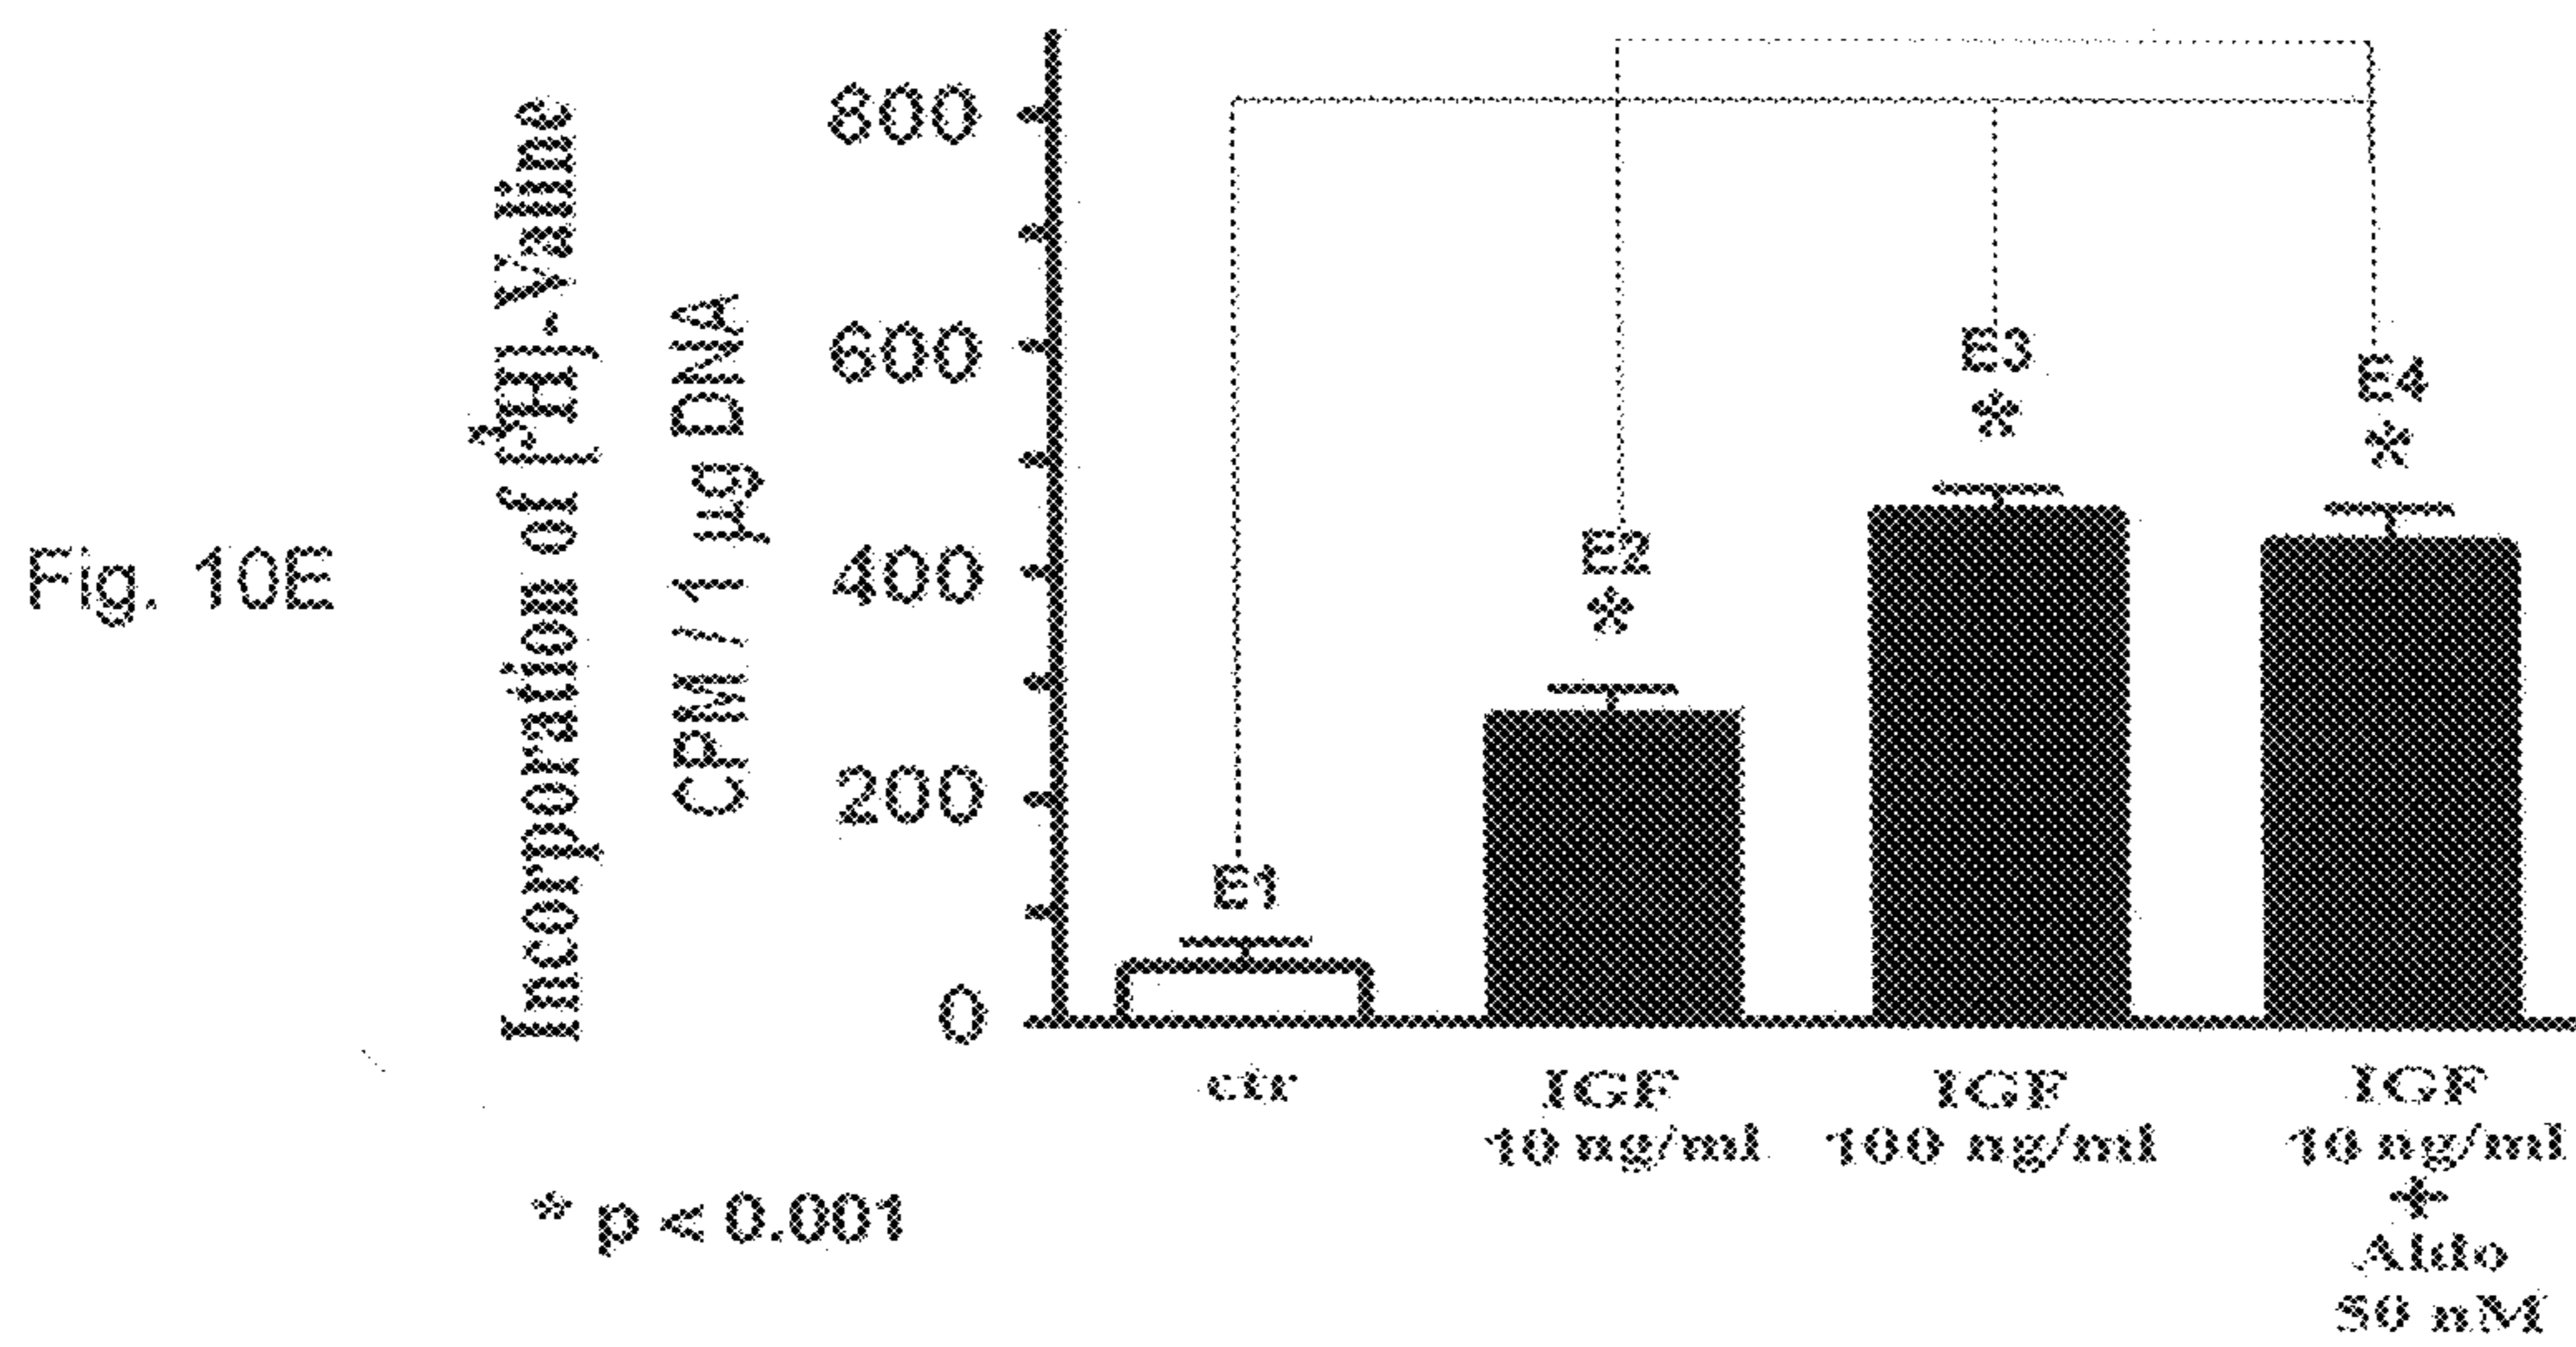 Fig. 10E
Incorporation of [³H]-Valine
CPM / 1 µg DNA
800
600
400
200
0
E1
E2
*
E3
*
E4
*
ctr
IGF
10 ng/ml
IGF
100 ng/ml
IGF
10 ng/ml
+
Aldo
50 nM
* p < 0.001